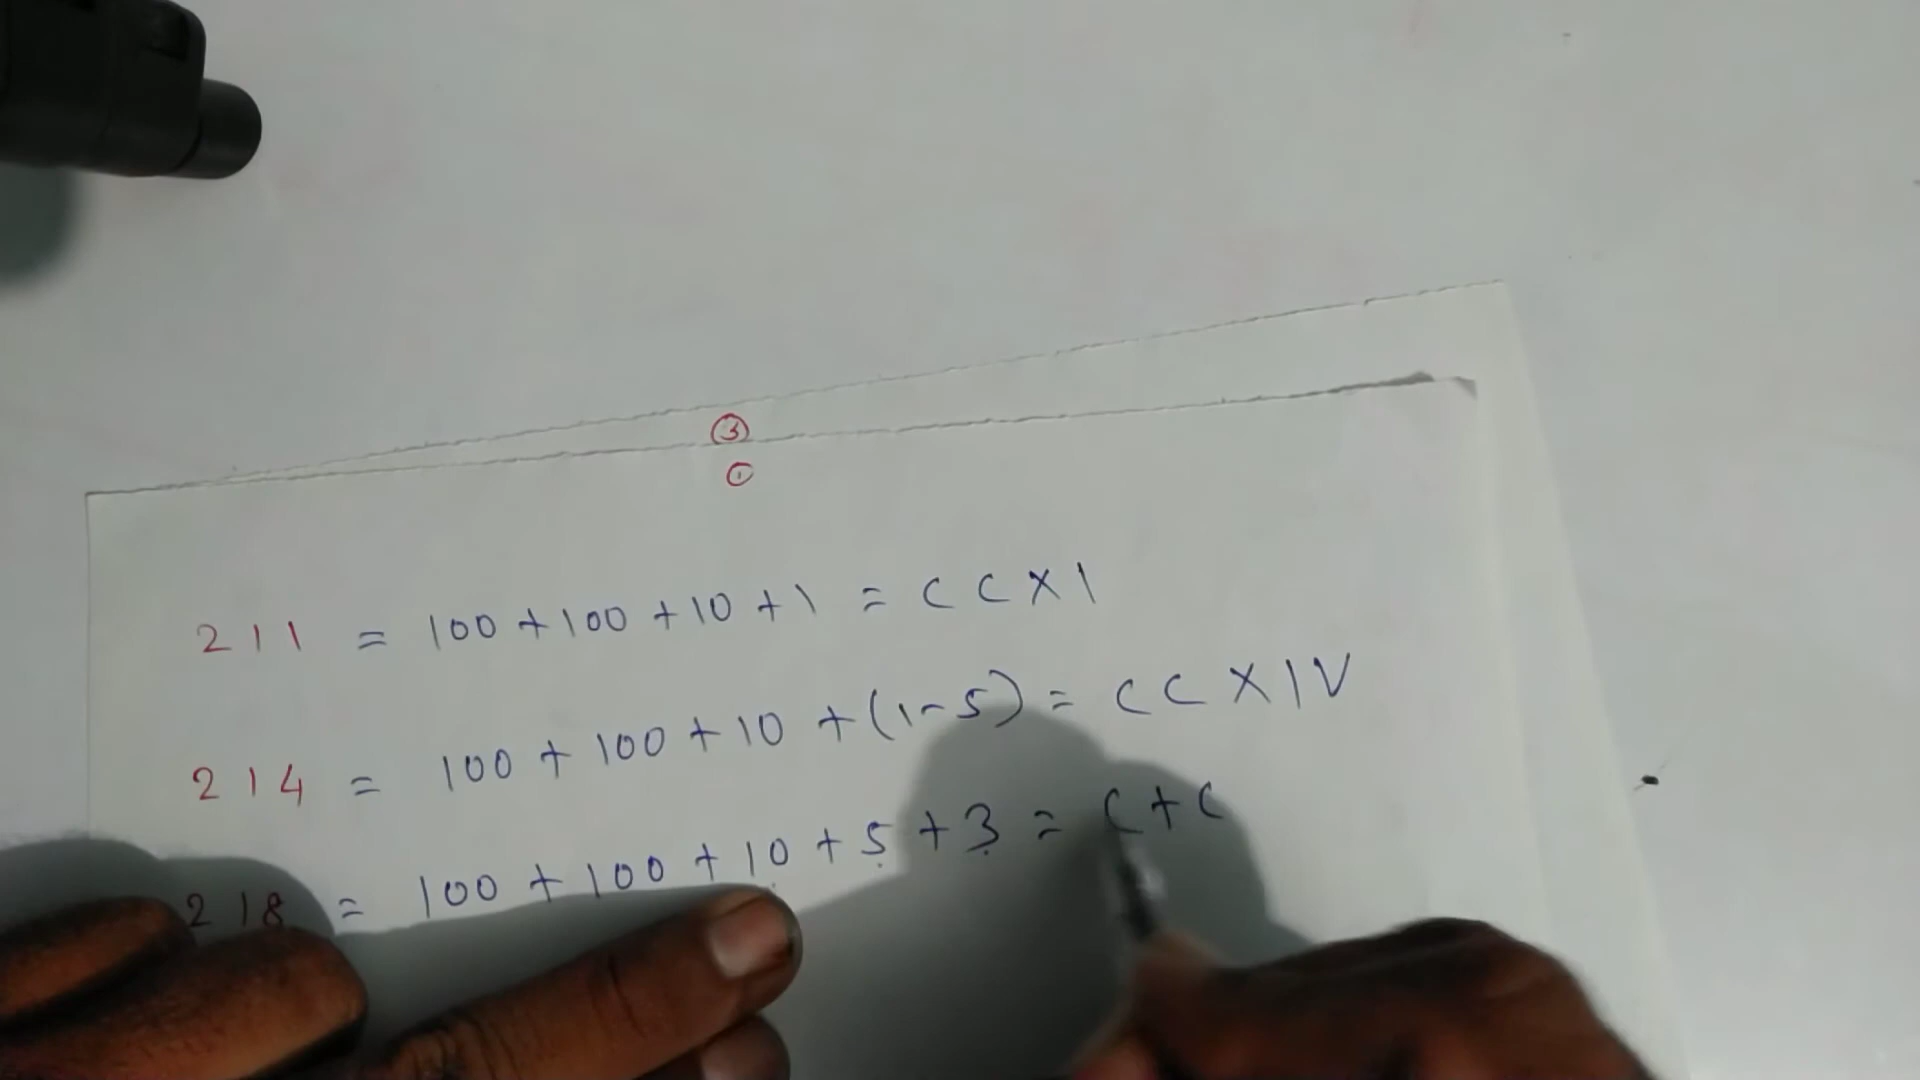 ③
①
211 = 100 + 100 + 10 + 1 = CCXI
214 = 100 + 100 + 10 + (1-5) = CCXIV
218 = 100 + 100 + 10 + 5 + 3 = C + C